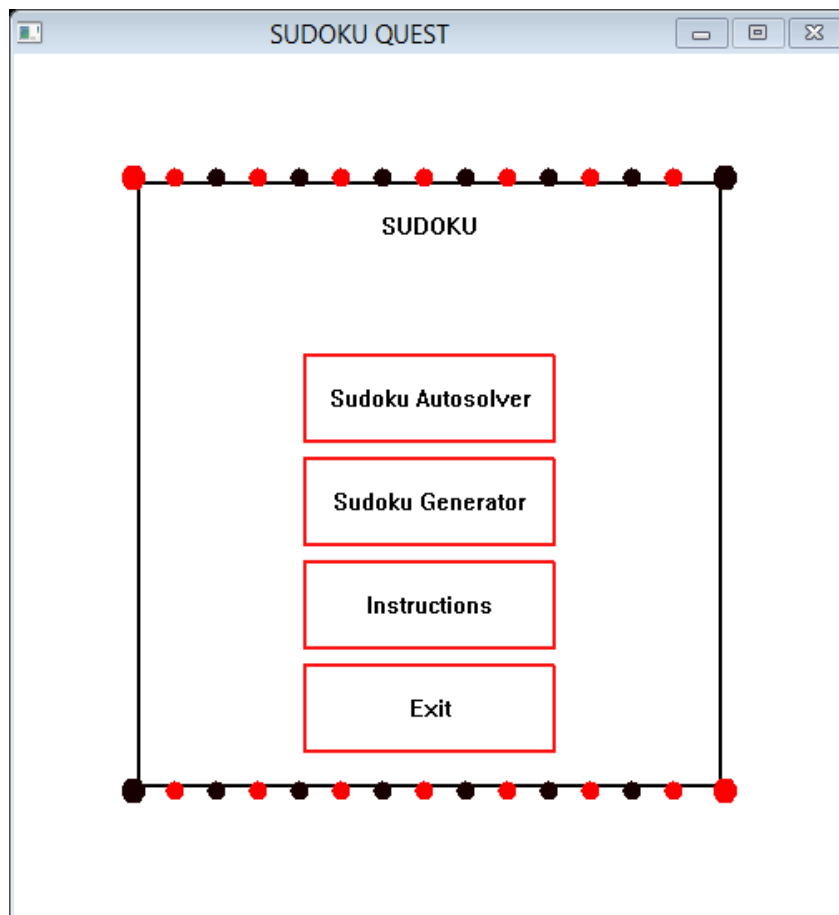 SUDOKU QUEST
SUDOKU
Sudoku Autosolver
Sudoku Generator
Instructions
Exit